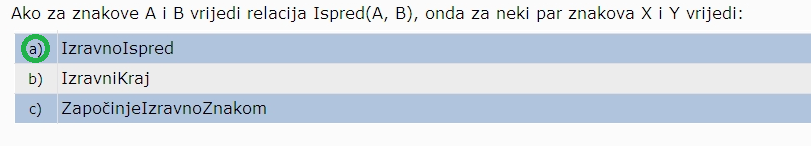 Ako za znakove A i B vrijedi relacija Ispred(A, B), onda za neki par znakova X i Y vrijedi:
a) IzravnoIspred
b) IzravniKraj
c) ZapočinjeIzravnoZnakom